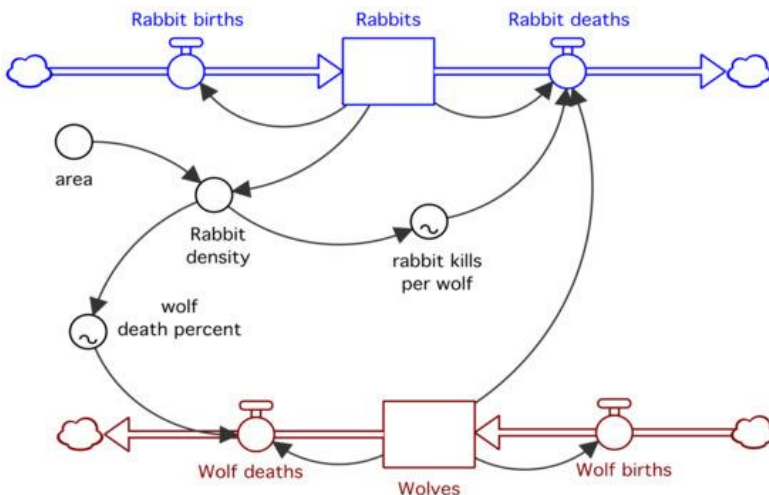 Rabbit births
Rabbits
Rabbit deaths
area
Rabbit
density
rabbit kills
per wolf
wolf
death percent
Wolf deaths
Wolves
Wolf births